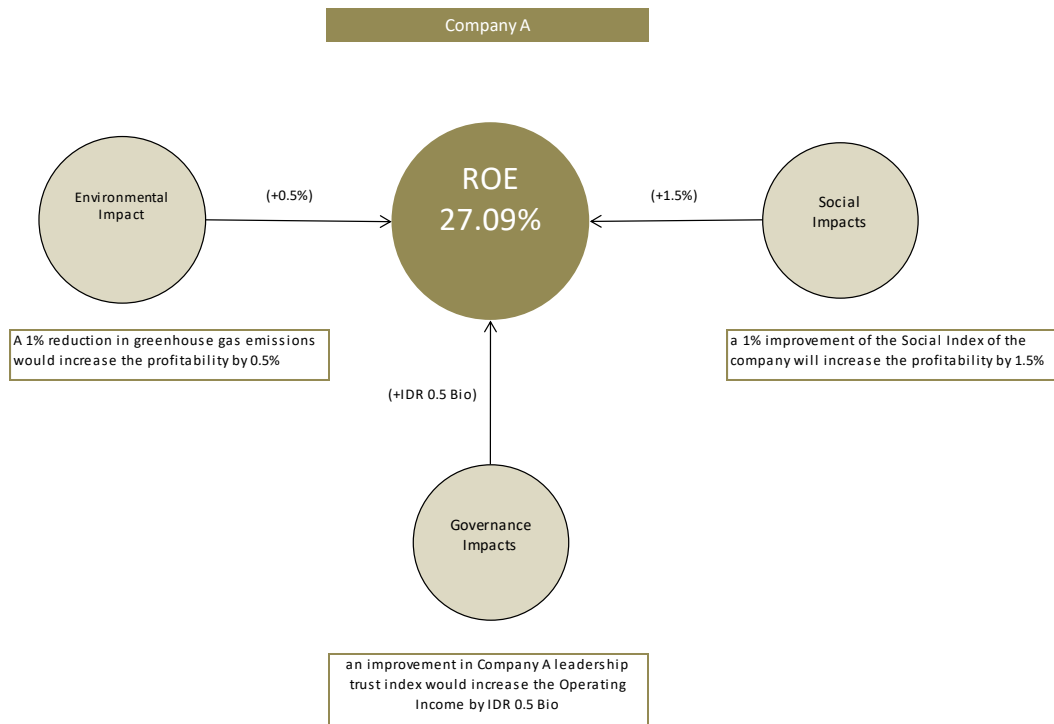 Company A
Environmental
Impact
(+0.5%)
ROE
27.09%
(+1.5%)
Social
Impacts
A 1% reduction in greenhouse gas emissions
would increase the profitability by 0.5%
a 1% improvement of the Social Index of the
company will increase the profitability by 1.5%
(+IDR 0.5 Bio)
Governance
Impacts
an improvement in Company A leadership
trust index would increase the Operating
Income by IDR 0.5 Bio